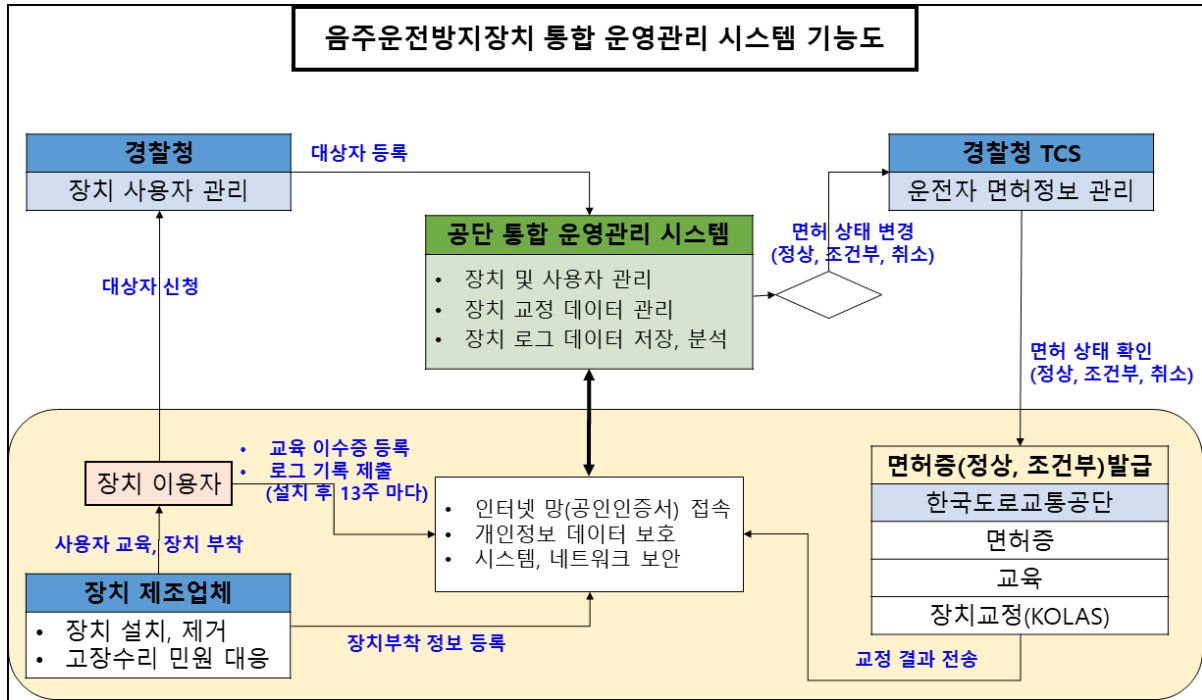 음주운전방지장치 통합 운영관리 시스템 기능도
경찰청
장치 사용자 관리
대상자 등록
경찰청 TCS
운전자 면허정보 관리
공단 통합 운영관리 시스템
• 장치 및 사용자 관리
• 장치 교정 데이터 관리
• 장치 로그 데이터 저장, 분석
면허 상태 변경
(정상, 조건부, 취소)
대상자 신청
면허 상태 확인
(정상, 조건부, 취소)
• 교육 이수증 등록
• 로그 기록 제출
(설치 후 13주 마다)
장치 이용자
• 인터넷 망(공인인증서) 접속
• 개인정보 데이터 보호
• 시스템, 네트워크 보안
면허증(정상, 조건부)발급
한국도로교통공단
면허증
교육
장치교정(KOLAS)
사용자 교육, 장치 부착
장치 제조업체
• 장치 설치, 제거
• 고장수리 민원 대응
장치부착 정보 등록
교정 결과 전송